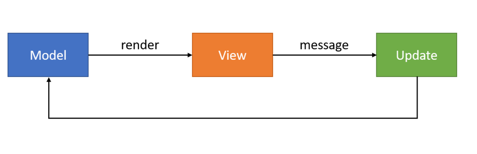 Model
render
View
message
Update